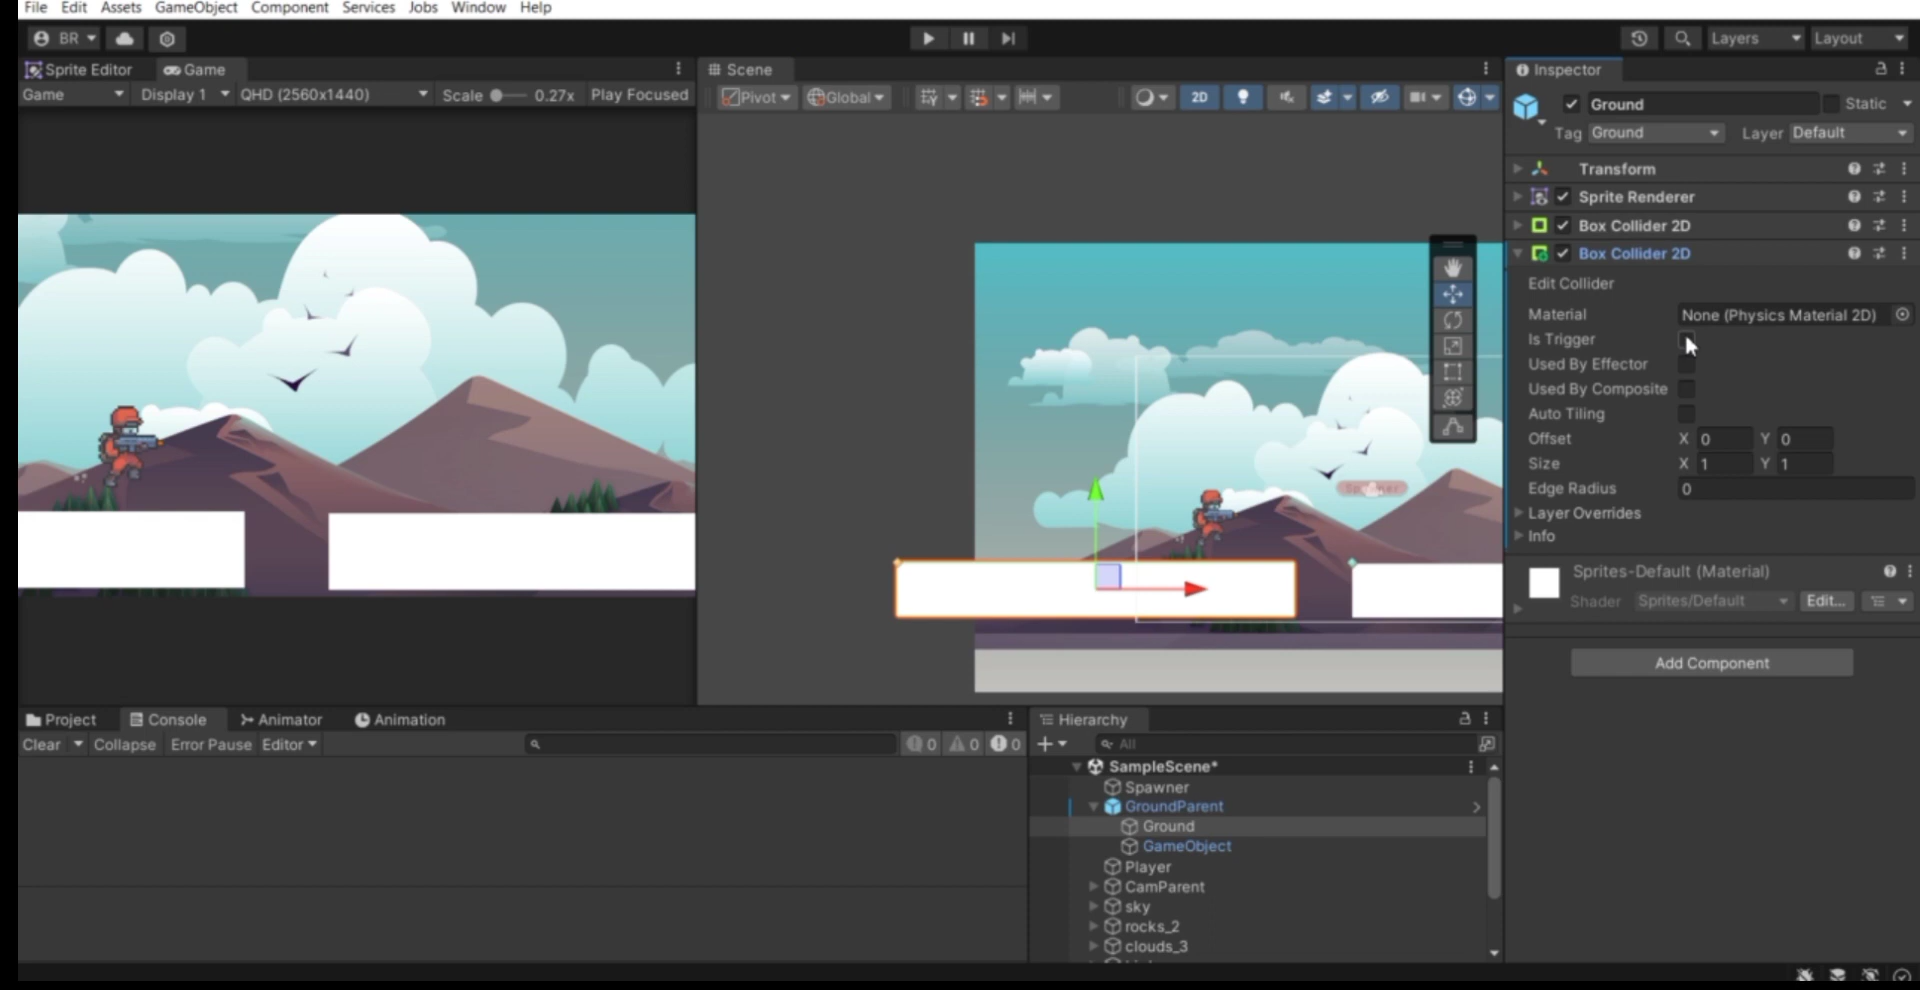 File Edit Assets GameObject Component Services Jobs Window Help
BR Layers Layout
Sprite Editor Game
Game Display 1 QHD (2560x1440) Scale 0.27x Play Focused
Scene
Pivot Global 2D
Inspector
Ground Static
Tag Ground Layer Default
Transform
Sprite Renderer
Box Collider 2D
Box Collider 2D
Edit Collider
Material None (Physics Material 2D)
Is Trigger
Used By Effector
Used By Composite
Auto Tiling
Offset X 0 Y 0
Size X 1 Y 1
Edge Radius 0
Layer Overrides
Info
Sprites-Default (Material)
Shader Sprites/Default Edit...
Add Component
Project Console Animator Animation
Clear Collapse Error Pause Editor 0 0 0
Hierarchy
All
SampleScene*
Spawner
GroundParent
Ground
GameObject
Player
CamParent
sky
rocks_2
clouds_3